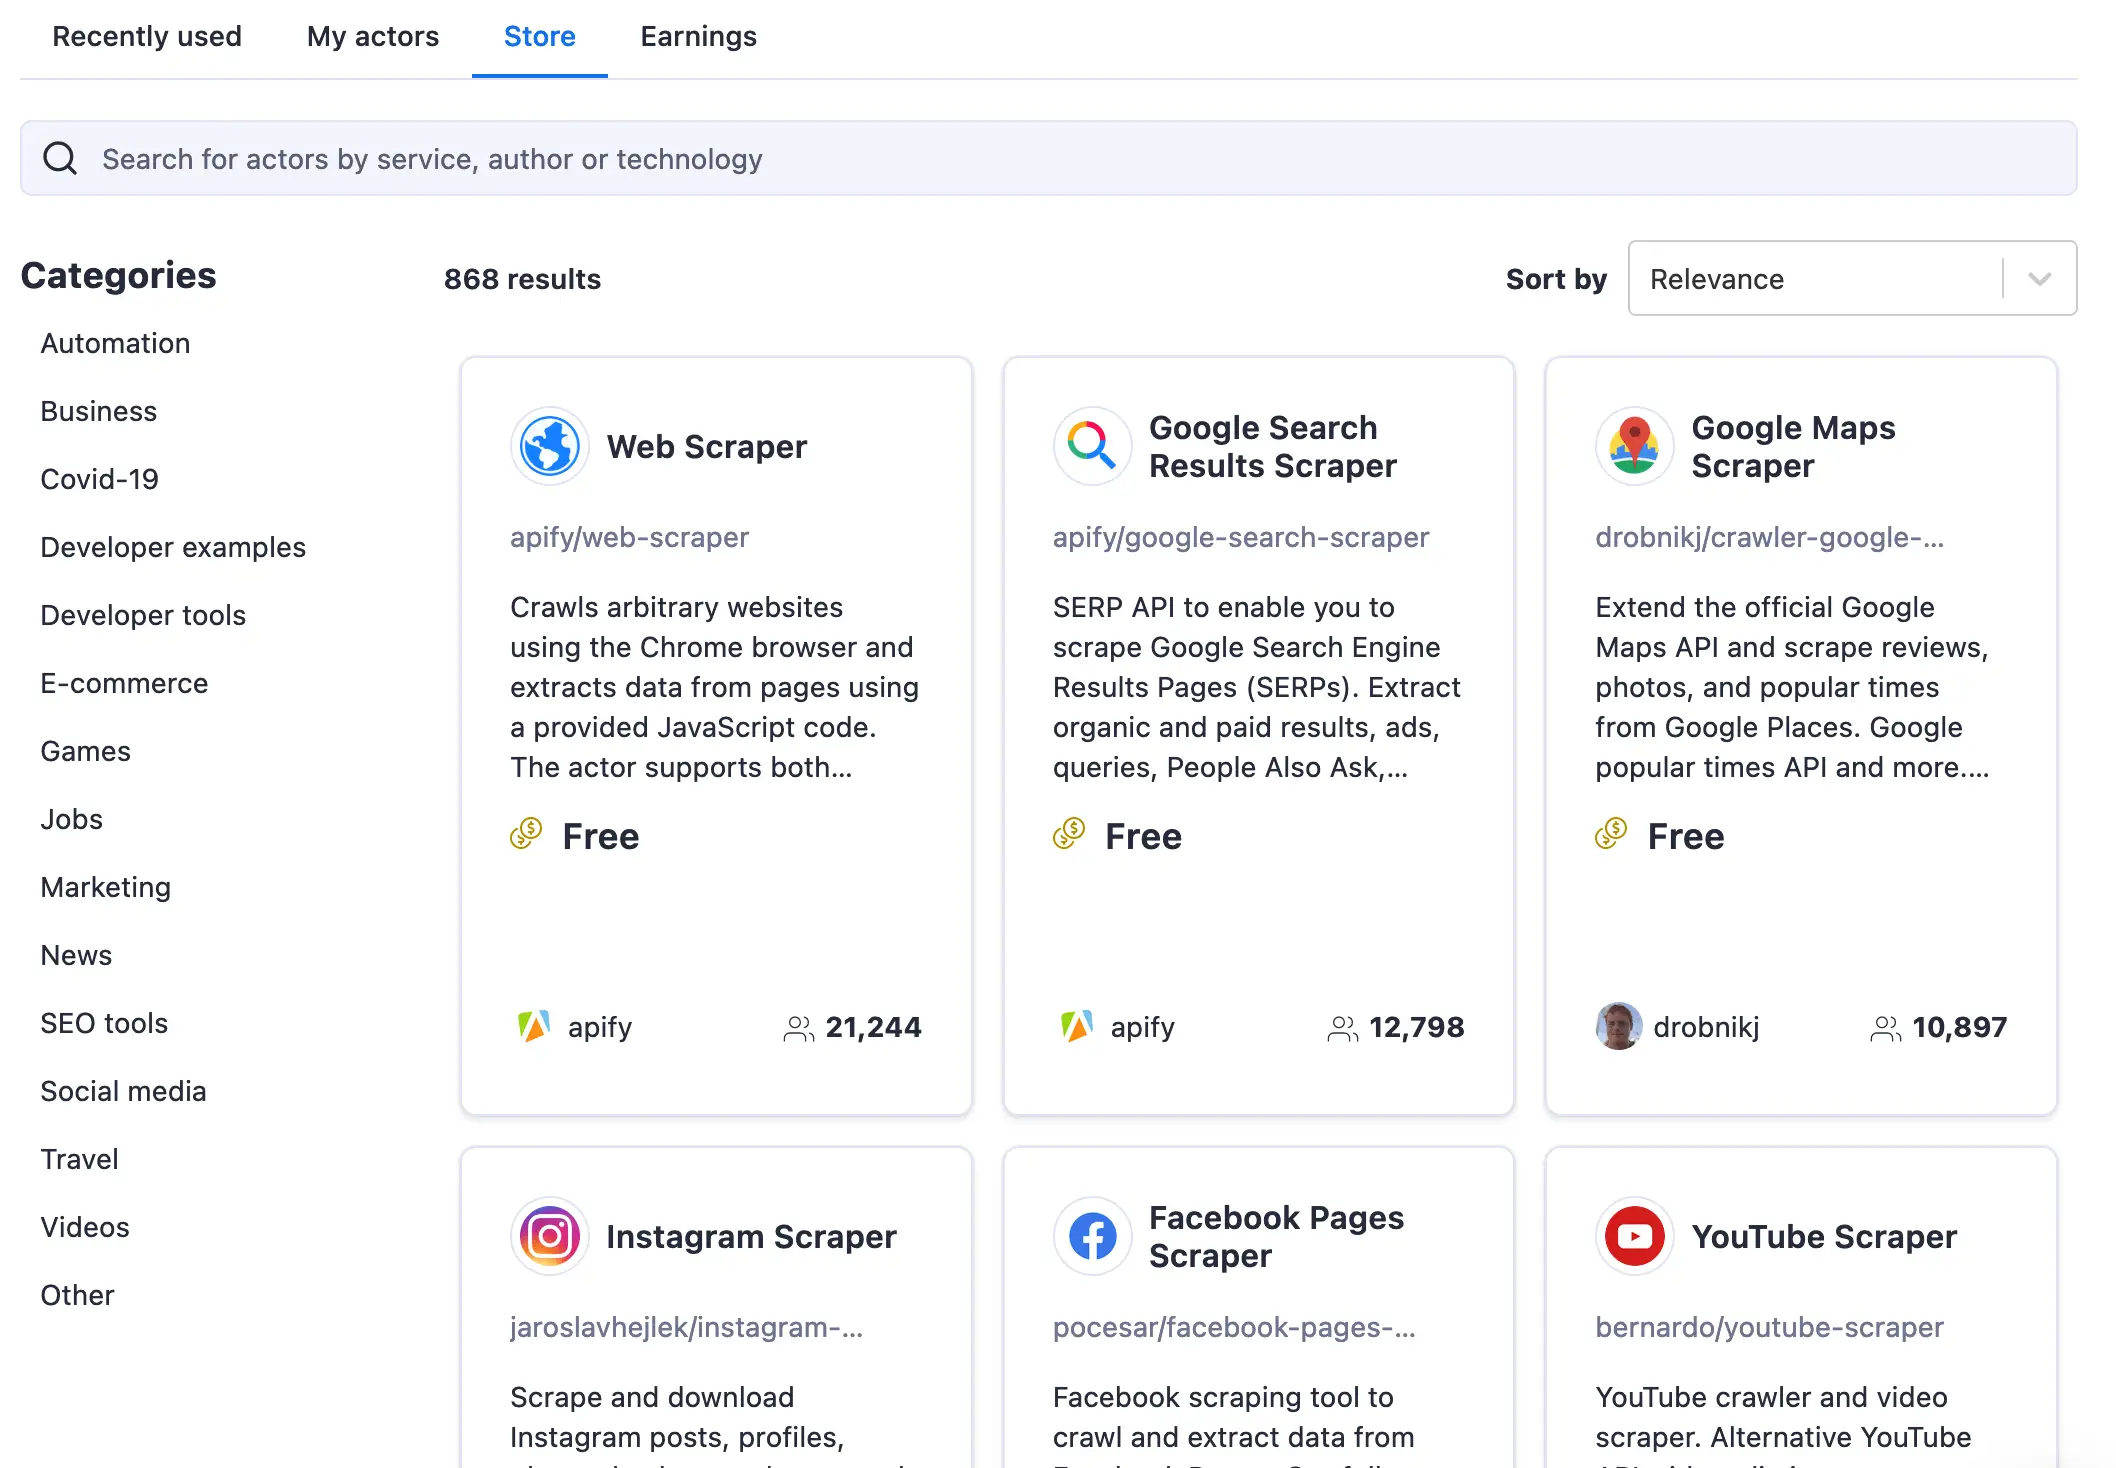 Recently used
My actors
Store
Earnings
Search for actors by service, author or technology
Categories
Automation
Business
Covid-19
Developer examples
Developer tools
E-commerce
Games
Jobs
Marketing
News
SEO tools
Social media
Travel
Videos
Other
868 results
Sort by
Relevance
Web Scraper
apify/web-scraper
Crawls arbitrary websites
using the Chrome browser and
extracts data from pages using
a provided JavaScript code.
The actor supports both...
Free
apify
21,244
Google Search
Results Scraper
apify/google-search-scraper
SERP API to enable you to
scrape Google Search Engine
Results Pages (SERPs). Extract
organic and paid results, ads,
queries, People Also Ask,...
Free
apify
12,798
Google Maps
Scraper
drobnikj/crawler-google-...
Extend the official Google
Maps API and scrape reviews,
photos, and popular times
from Google Places. Google
popular times API and more....
Free
drobnikj
10,897
Instagram Scraper
jaroslavhejlek/instagram-...
Scrape and download
Instagram posts, profiles,
Facebook Pages
Scraper
pocesar/facebook-pages-...
Facebook scraping tool to
crawl and extract data from
YouTube Scraper
bernardo/youtube-scraper
YouTube crawler and video
scraper. Alternative YouTube